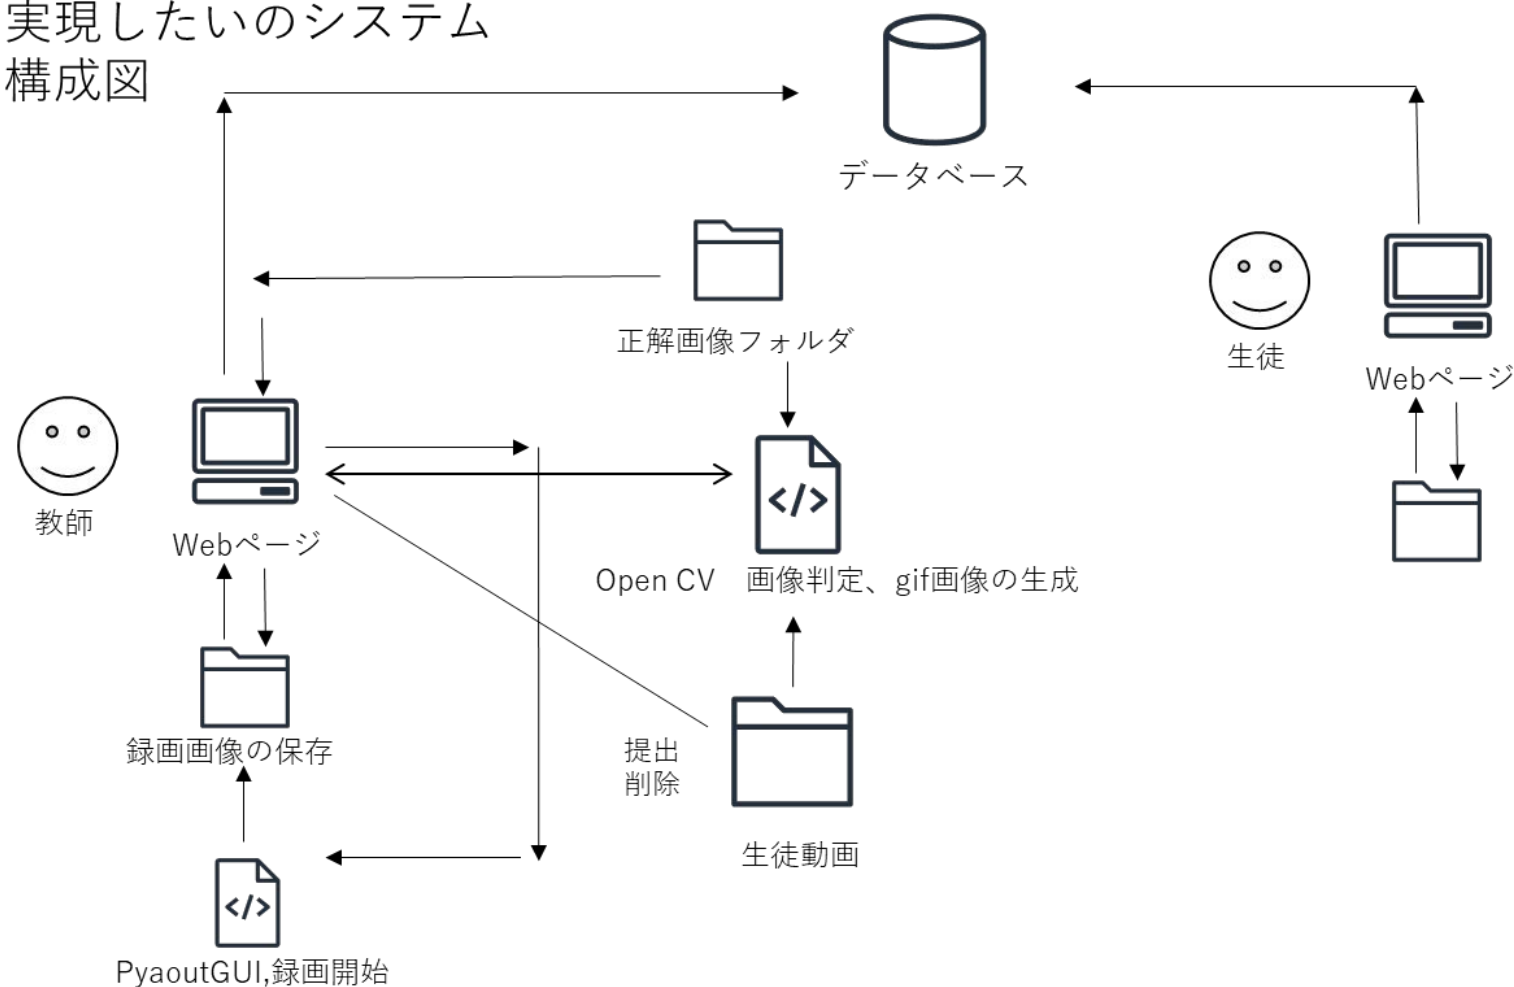 実現したいのシステム
構成図
データベース
正解画像フォルダ
生徒
Webページ
教師
Webページ
Open CV 画像判定、gif画像の生成
録画画像の保存
提出
削除
生徒動画
PyaoutGUI,録画開始